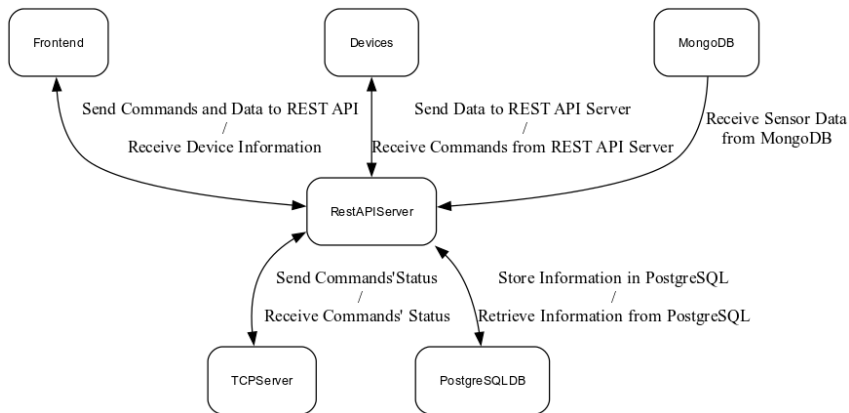 Frontend
Devices
MongoDB
Send Commands and Data to REST API
/
Receive Device Information
Send Data to REST API Server
/
Receive Commands from REST API Server
Receive Sensor Data
from MongoDB
RestAPIServer
Send Commands'Status
/
Receive Commands' Status
Store Information in PostgreSQL
/
Retrieve Information from PostgreSQL
TCPServer
PostgreSQLDB